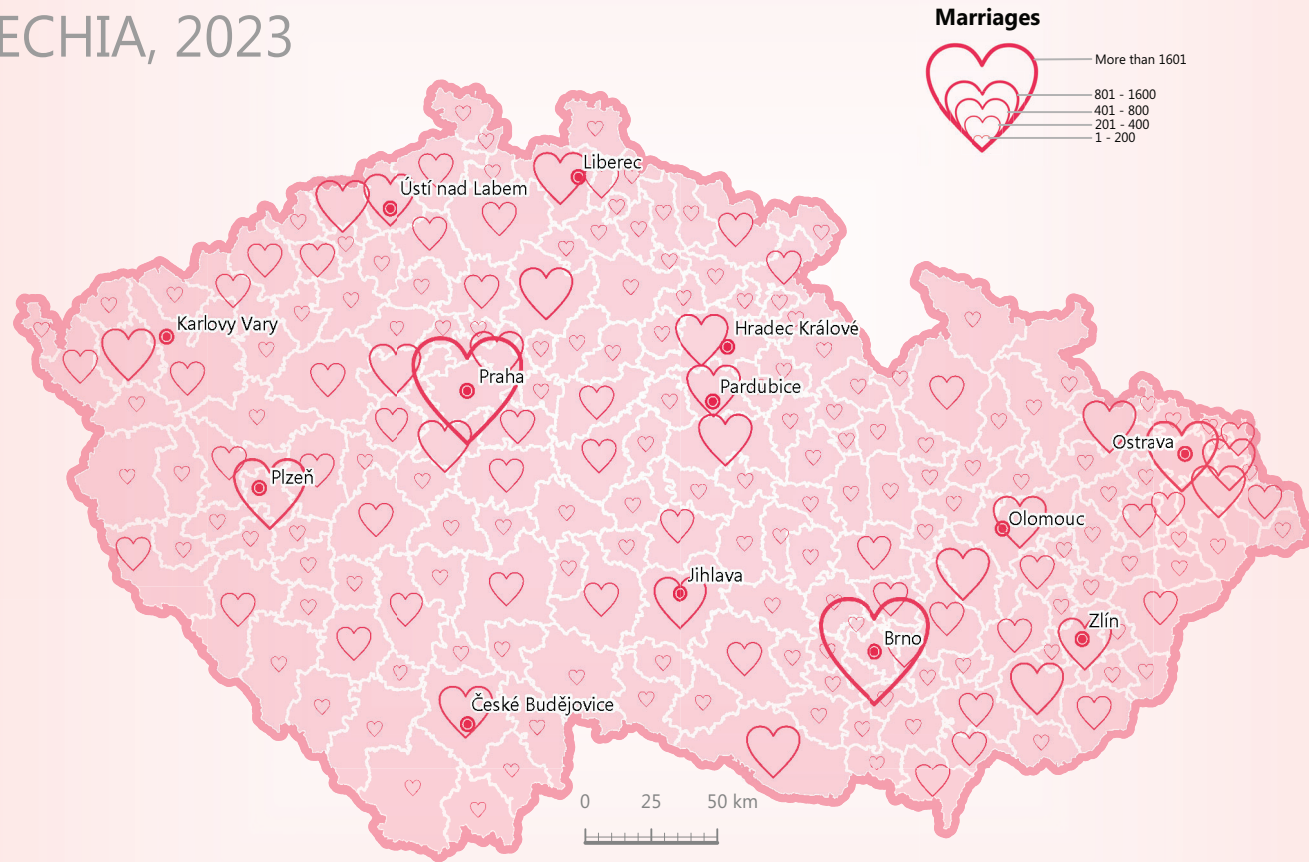 ECHIA, 2023
Marriages
More than 1601
801 - 1600
401 - 800
201 - 400
1 - 200
Liberec
Ústí nad Labem
Karlovy Vary
Hradec Králové
Praha
Pardubice
Ostrava
Plzeň
Olomouc
Jihlava
Zlín
Brno
České Budějovice
0 25 50 km